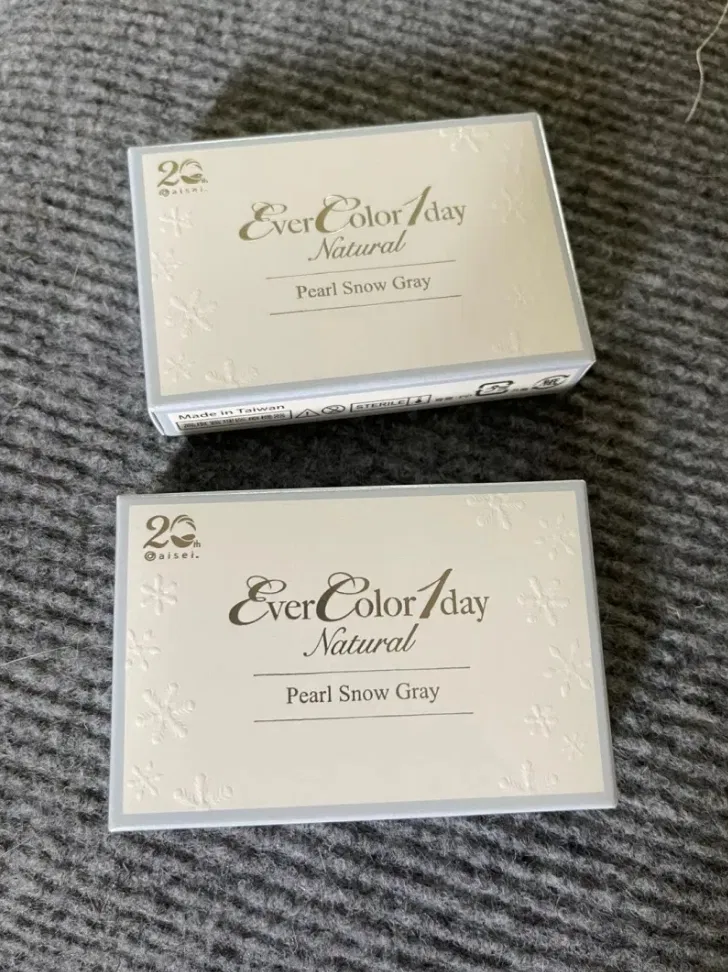 20th
aisei
EverColor1day
Natural
Pearl Snow Gray
Made in Taiwan
STERILE
20th
aisei
EverColor1day
Natural
Pearl Snow Gray